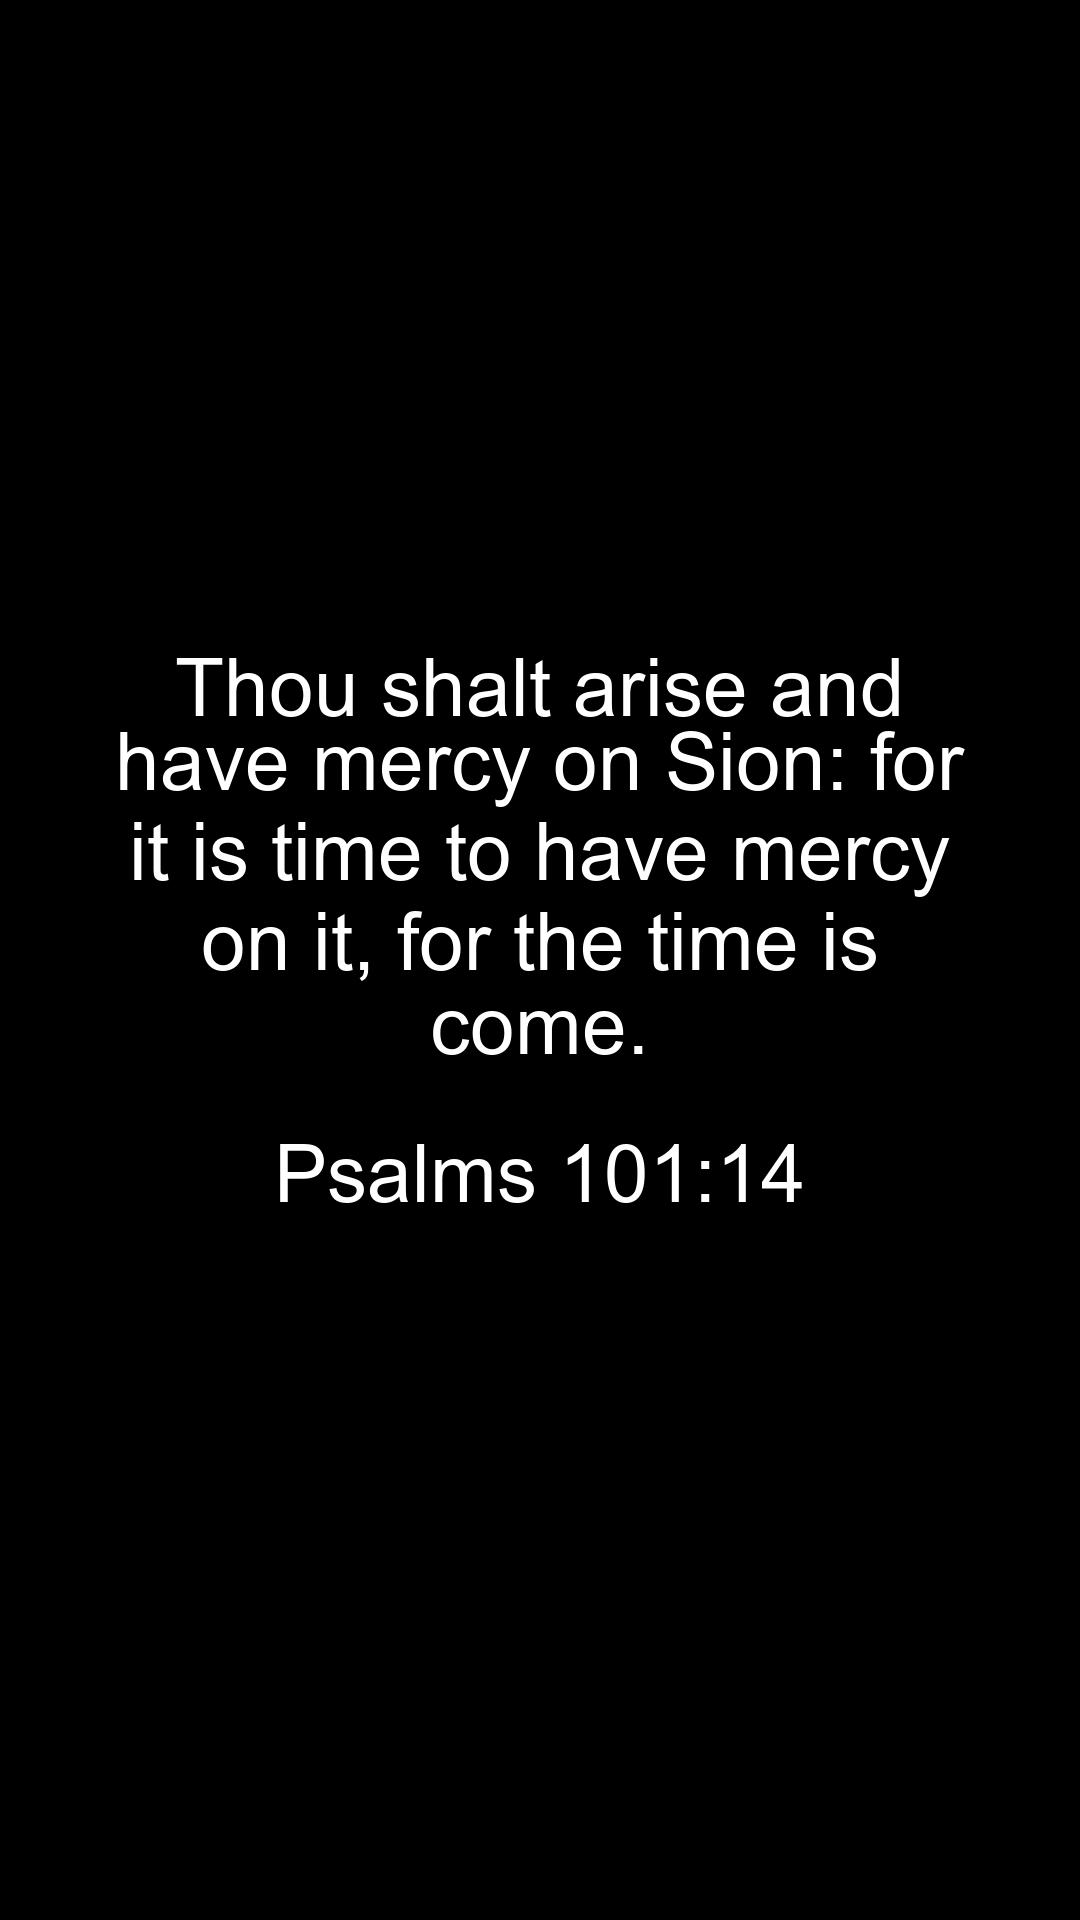 Thou shalt arise and
have mercy on Sion: for
it is time to have mercy
on it, for the time is
come.
Psalms 101:14